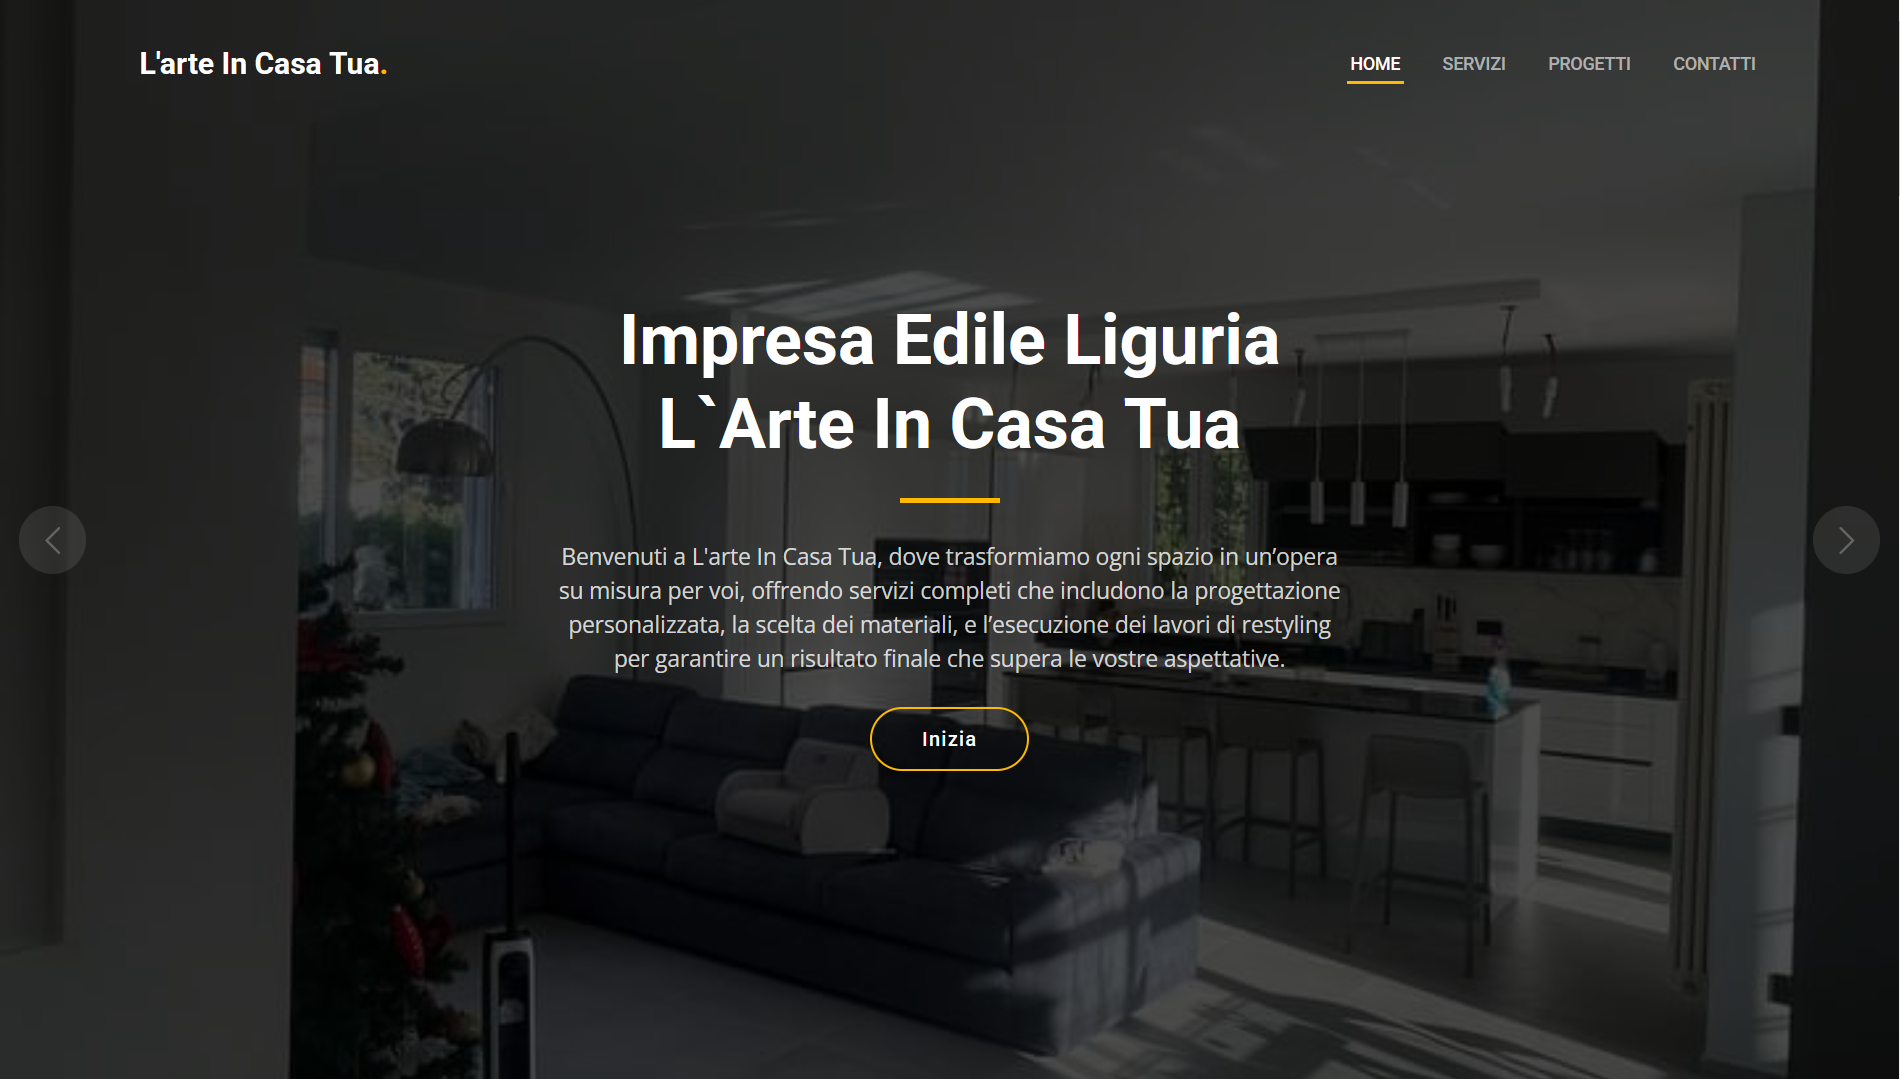 L'arte In Casa Tua.
HOME SERVIZI PROGETTI CONTATTI
Impresa Edile Liguria
L`Arte In Casa Tua
Benvenuti a L'arte In Casa Tua, dove trasformiamo ogni spazio in un’opera
su misura per voi, offrendo servizi completi che includono la progettazione
personalizzata, la scelta dei materiali, e l’esecuzione dei lavori di restyling
per garantire un risultato finale che supera le vostre aspettative.
Inizia